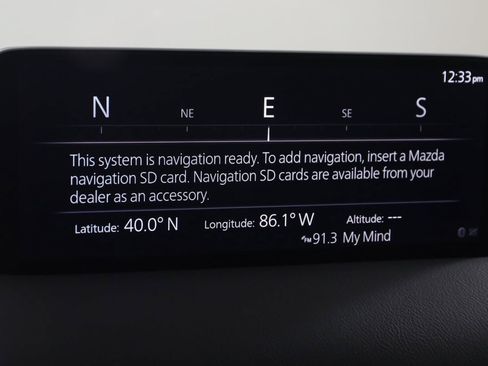 12:33pm
N NE E SE S
This system is navigation ready. To add navigation, insert a Mazda
navigation SD card. Navigation SD cards are available from your
dealer as an accessory.
Latitude: 40.0° N Longitude: 86.1° W Altitude: ---
FM 91.3 My Mind